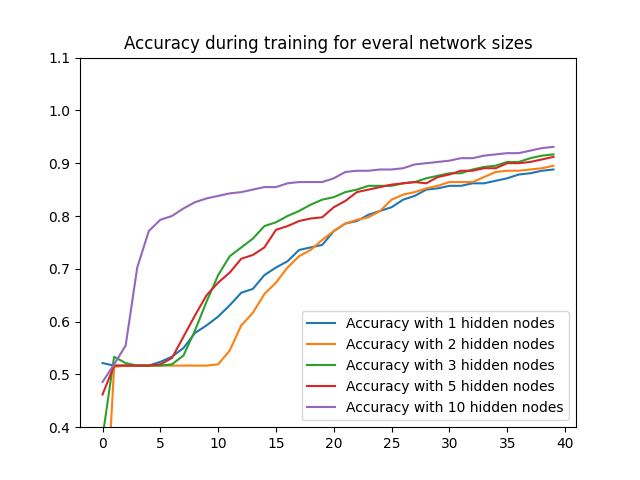 Accuracy during training for everal network sizes
1.1
1.0
0.9
0.8
0.7
0.6
0.5
0.4
Accuracy with 1 hidden nodes
Accuracy with 2 hidden nodes
Accuracy with 3 hidden nodes
Accuracy with 5 hidden nodes
Accuracy with 10 hidden nodes
0 5 10 15 20 25 30 35 40